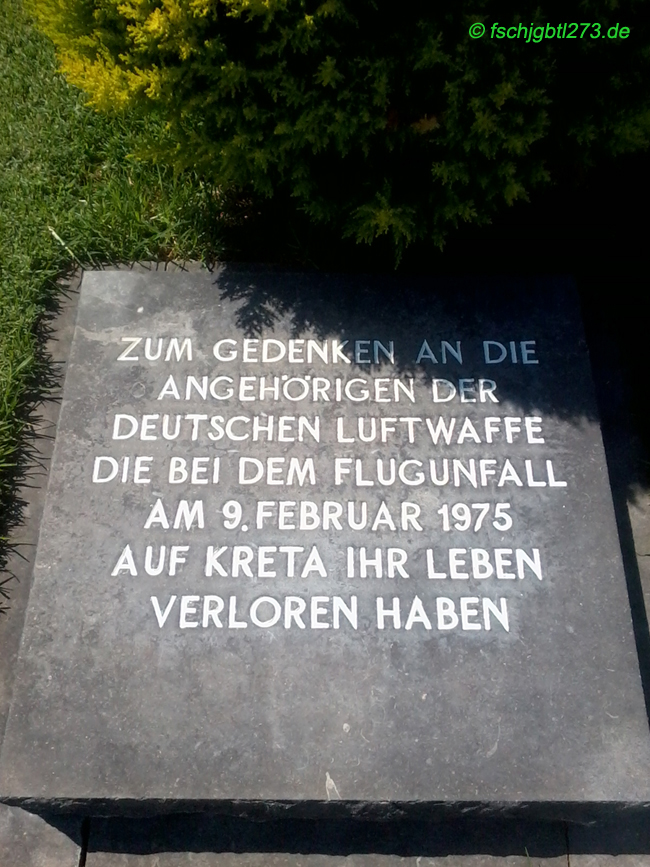 © fschjgbtl273.de
ZUM GEDENKEN AN DIE
ANGEHÖRIGEN DER
DEUTSCHEN LUFTWAFFE
DIE BEI DEM FLUGUNFALL
AM 9. FEBRUAR 1975
AUF KRETA IHR LEBEN
VERLOREN HABEN